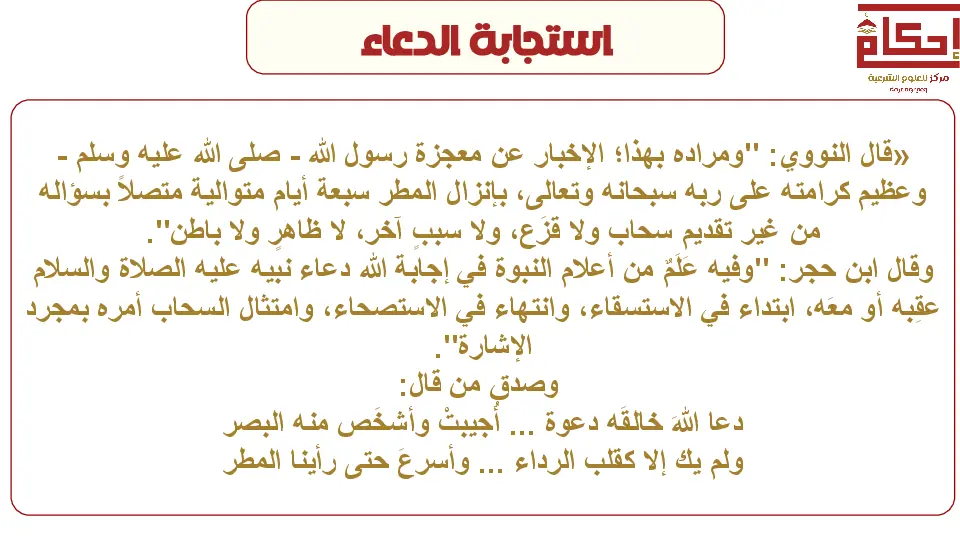 استجابة الدعاء
إحكام
مركز للعلوم الشرعية
«قال النووي: "ومراده بهذا؛ الإخبار عن معجزة رسول الله - صلى الله عليه وسلم -
وعظيم كرامته على ربه سبحانه وتعالى، بإنزال المطر سبعة أيام متوالية متصلاً بسؤاله
من غير تقديم سحاب ولا قزَع، ولا سببٍ آخر، لا ظاهرٍ ولا باطن".
وقال ابن حجر: "وفيه عَلَمٌ من أعلام النبوة في إجابة الله دعاء نبيه عليه الصلاة والسلام
عقِبه أو معَه، ابتداء في الاستسقاء، وانتهاء في الاستصحاء، وامتثال السحاب أمره بمجرد
الإشارة".
وصدق من قال:
دعا اللهَ خالقَه دعوة ... أُجيبتْ وأشخَص منه البصر
ولم يك إلا كقلب الرداء ... وأسرعَ حتى رأينا المطر